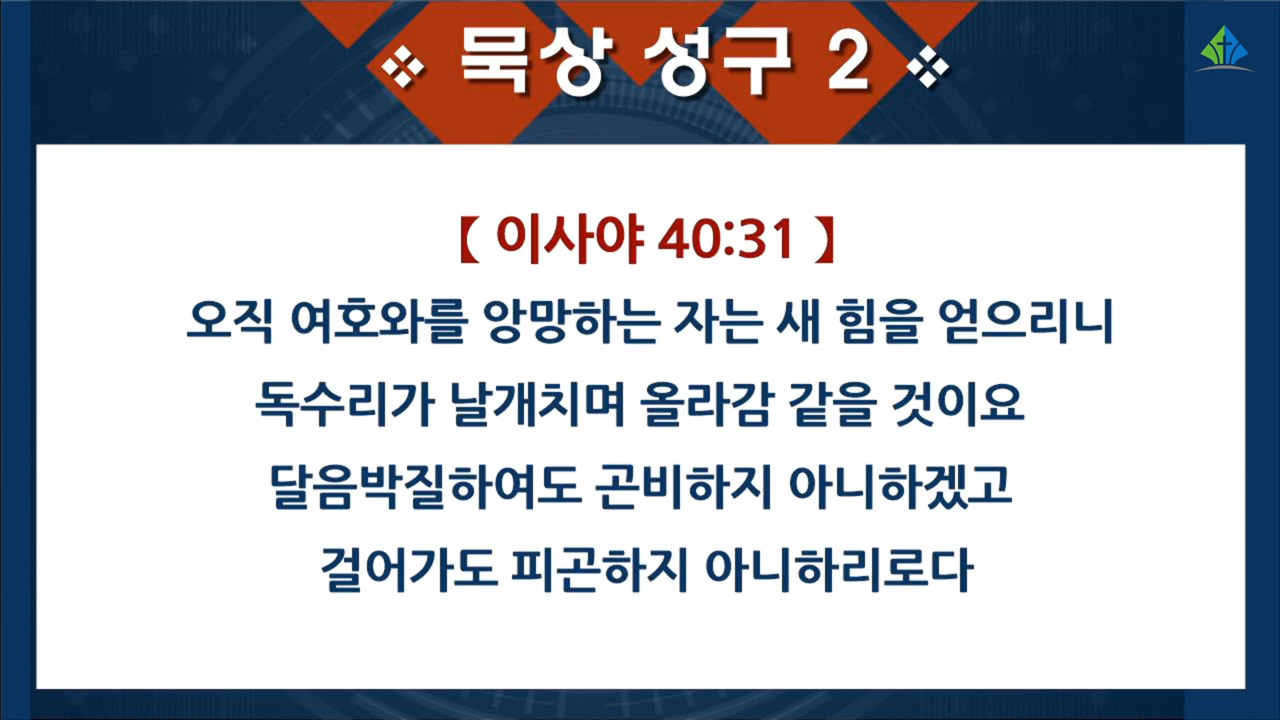 ❖ 묵상 성구 2 ❖
【 이사야 40:31 】
오직 여호와를 앙망하는 자는 새 힘을 얻으리니
독수리가 날개치며 올라감 같을 것이요
달음박질하여도 곤비하지 아니하겠고
걸어가도 피곤하지 아니하리로다